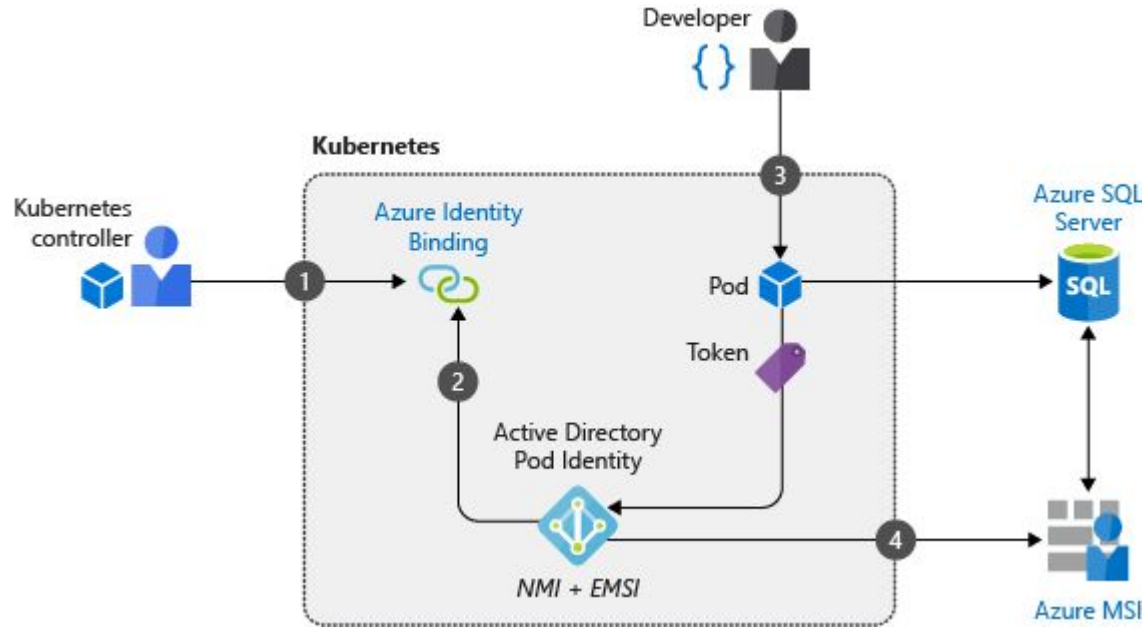 Developer
{ }
Kubernetes
3
Kubernetes
controller
Azure Identity
Binding
Azure SQL
Server
1
Pod
SQL
Token
2
Active Directory
Pod Identity
4
NMI + EMSI
Azure MSI